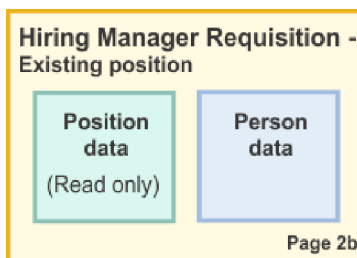 Hiring Manager Requisition -
Existing position
Position
data
(Read only)
Person
data
Page 2b